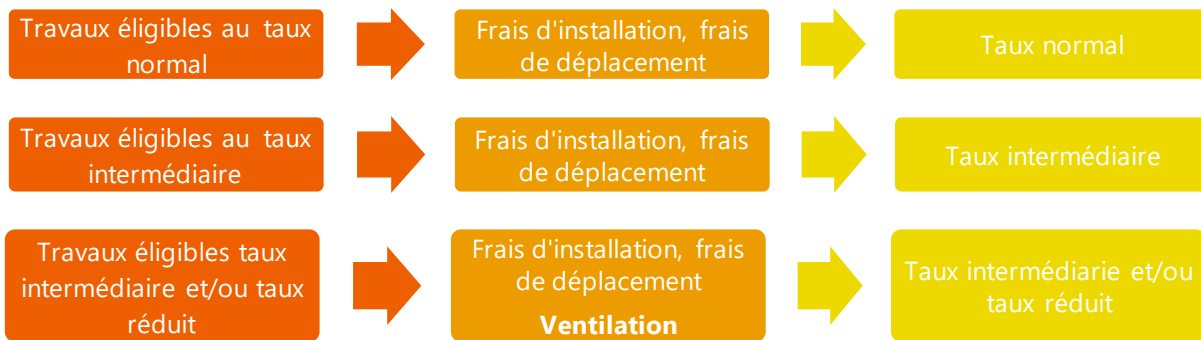 Travaux éligibles au taux
normal
Frais d'installation, frais
de déplacement
Taux normal
Travaux éligibles au taux
intermédiaire
Frais d'installation, frais
de déplacement
Taux intermédiaire
Travaux éligibles taux
intermédiaire et/ou taux
réduit
Frais d'installation, frais
de déplacement
Ventilation
Taux intermédiarie et/ou
taux réduit